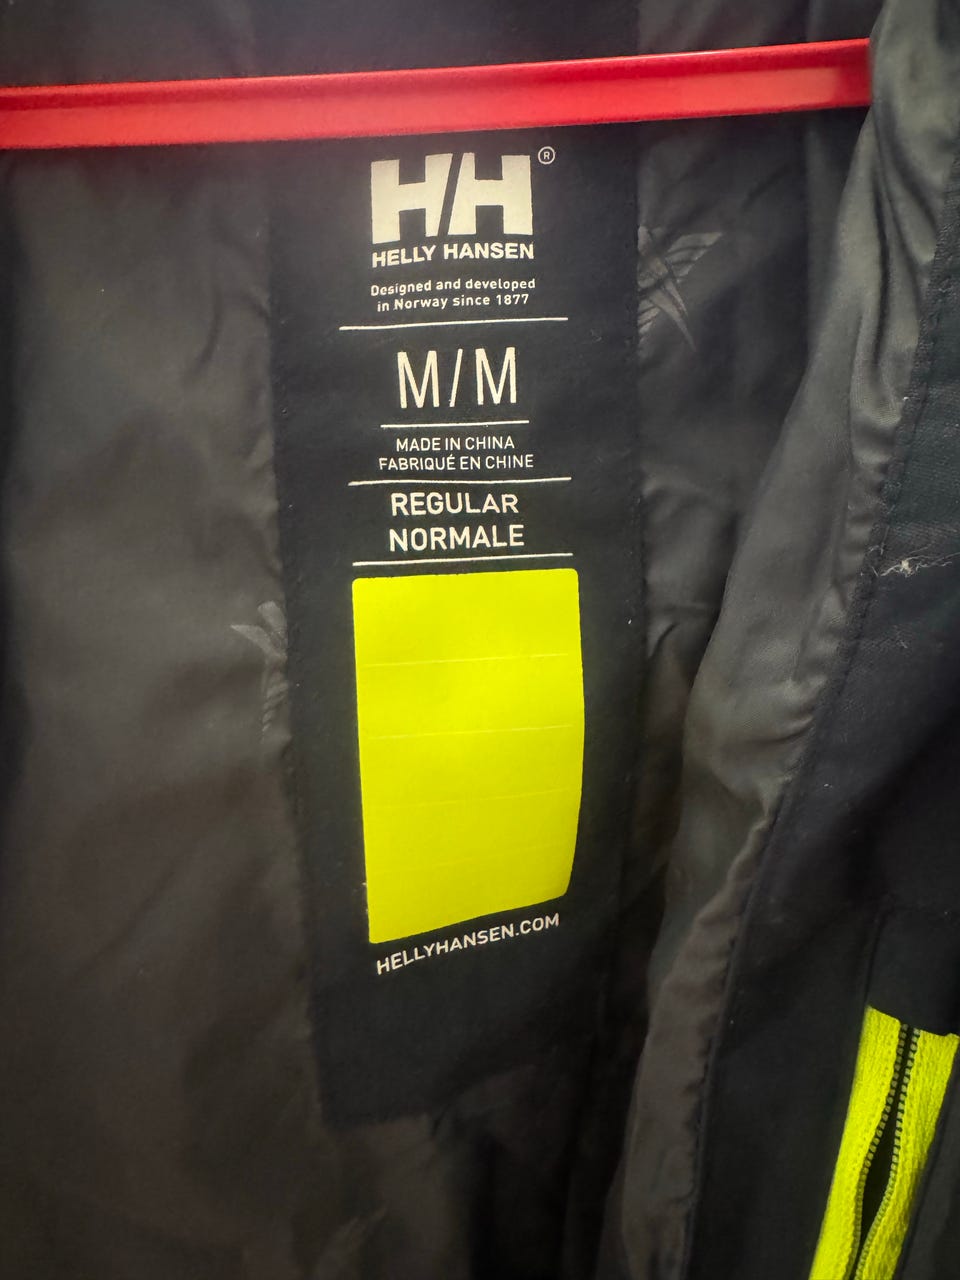 HH®
HELLY HANSEN
Designed and developed
in Norway since 1877
M/M
MADE IN CHINA
FABRIQUÉ EN CHINE
REGULAR
NORMALE
HELLYHANSEN.COM